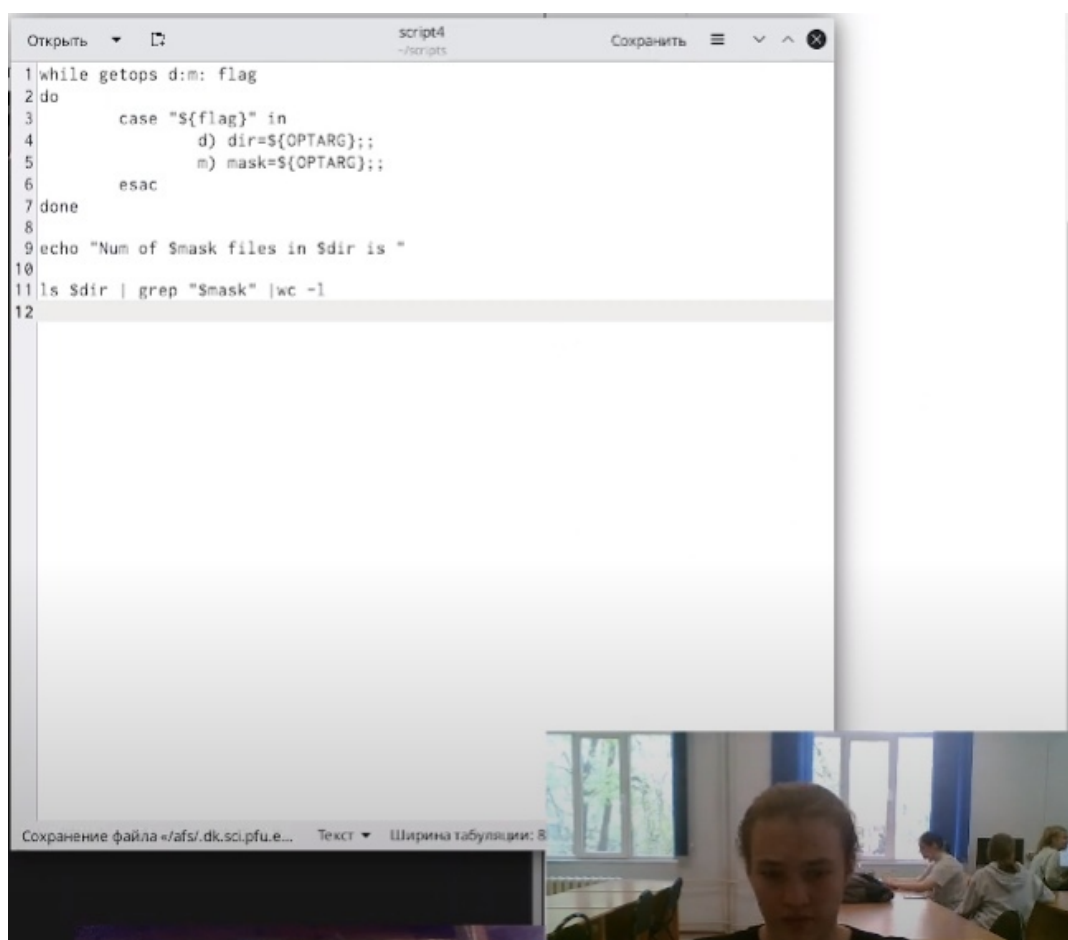 Открыть
script4
~/scripts
Сохранить
1 while getops d:m: flag
2 do
3 case "${flag}" in
4 d) dir=${OPTARG};;
5 m) mask=${OPTARG};;
6 esac
7 done
8
9 echo "Num of $mask files in $dir is "
10
11 ls $dir | grep "$mask" |wc -l
12
Сохранение файла «/afs/.dk.sci.pfu.e... Текст Ширина табуляции: 8